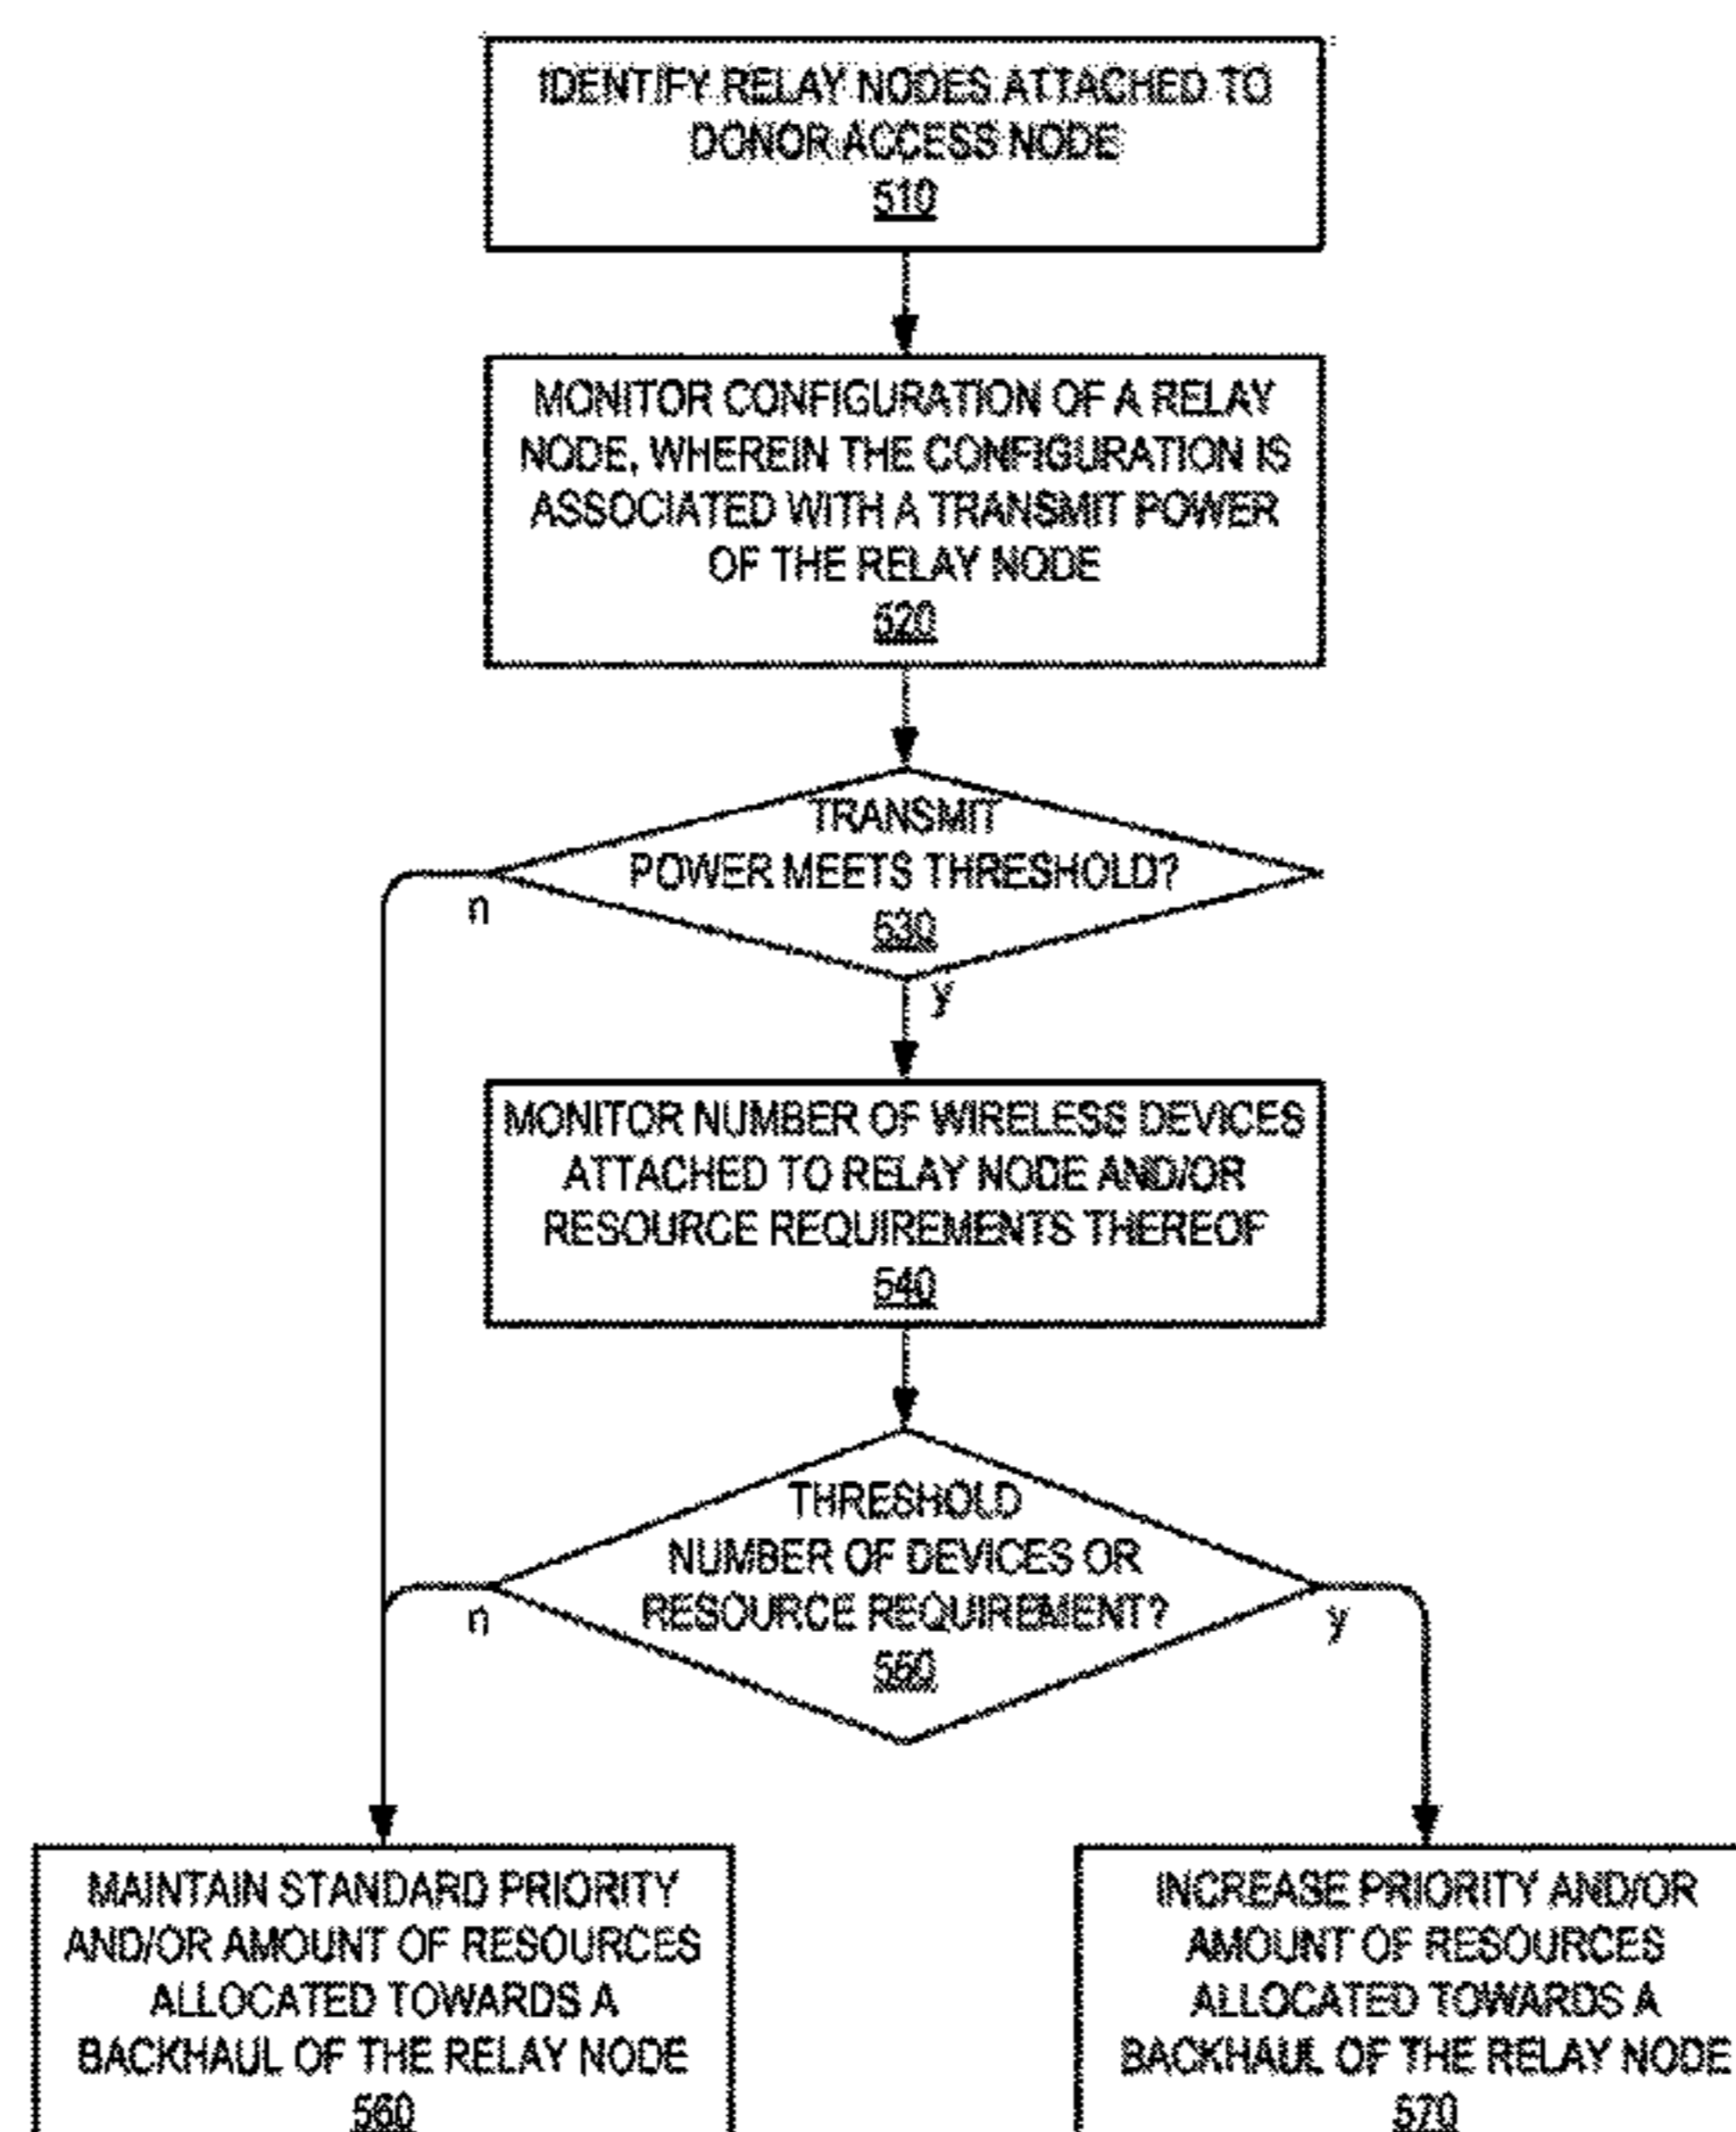 IDENTIFY RELAY NODES ATTACHED TO
DONOR ACCESS NODE
510
MONITOR CONFIGURATION OF A RELAY
NODE, WHEREIN THE CONFIGURATION IS
ASSOCIATED WITH A TRANSMIT POWER
OF THE RELAY NODE
520
TRANSMIT
POWER MEETS THRESHOLD?
530
n
y
MONITOR NUMBER OF WIRELESS DEVICES
ATTACHED TO RELAY NODE AND/OR
RESOURCE REQUIREMENTS THEREOF
540
THRESHOLD
NUMBER OF DEVICES OR
RESOURCE REQUIREMENT?
550
n
y
MAINTAIN STANDARD PRIORITY
AND/OR AMOUNT OF RESOURCES
ALLOCATED TOWARDS A
BACKHAUL OF THE RELAY NODE
560
INCREASE PRIORITY AND/OR
AMOUNT OF RESOURCES
ALLOCATED TOWARDS A
BACKHAUL OF THE RELAY NODE
570